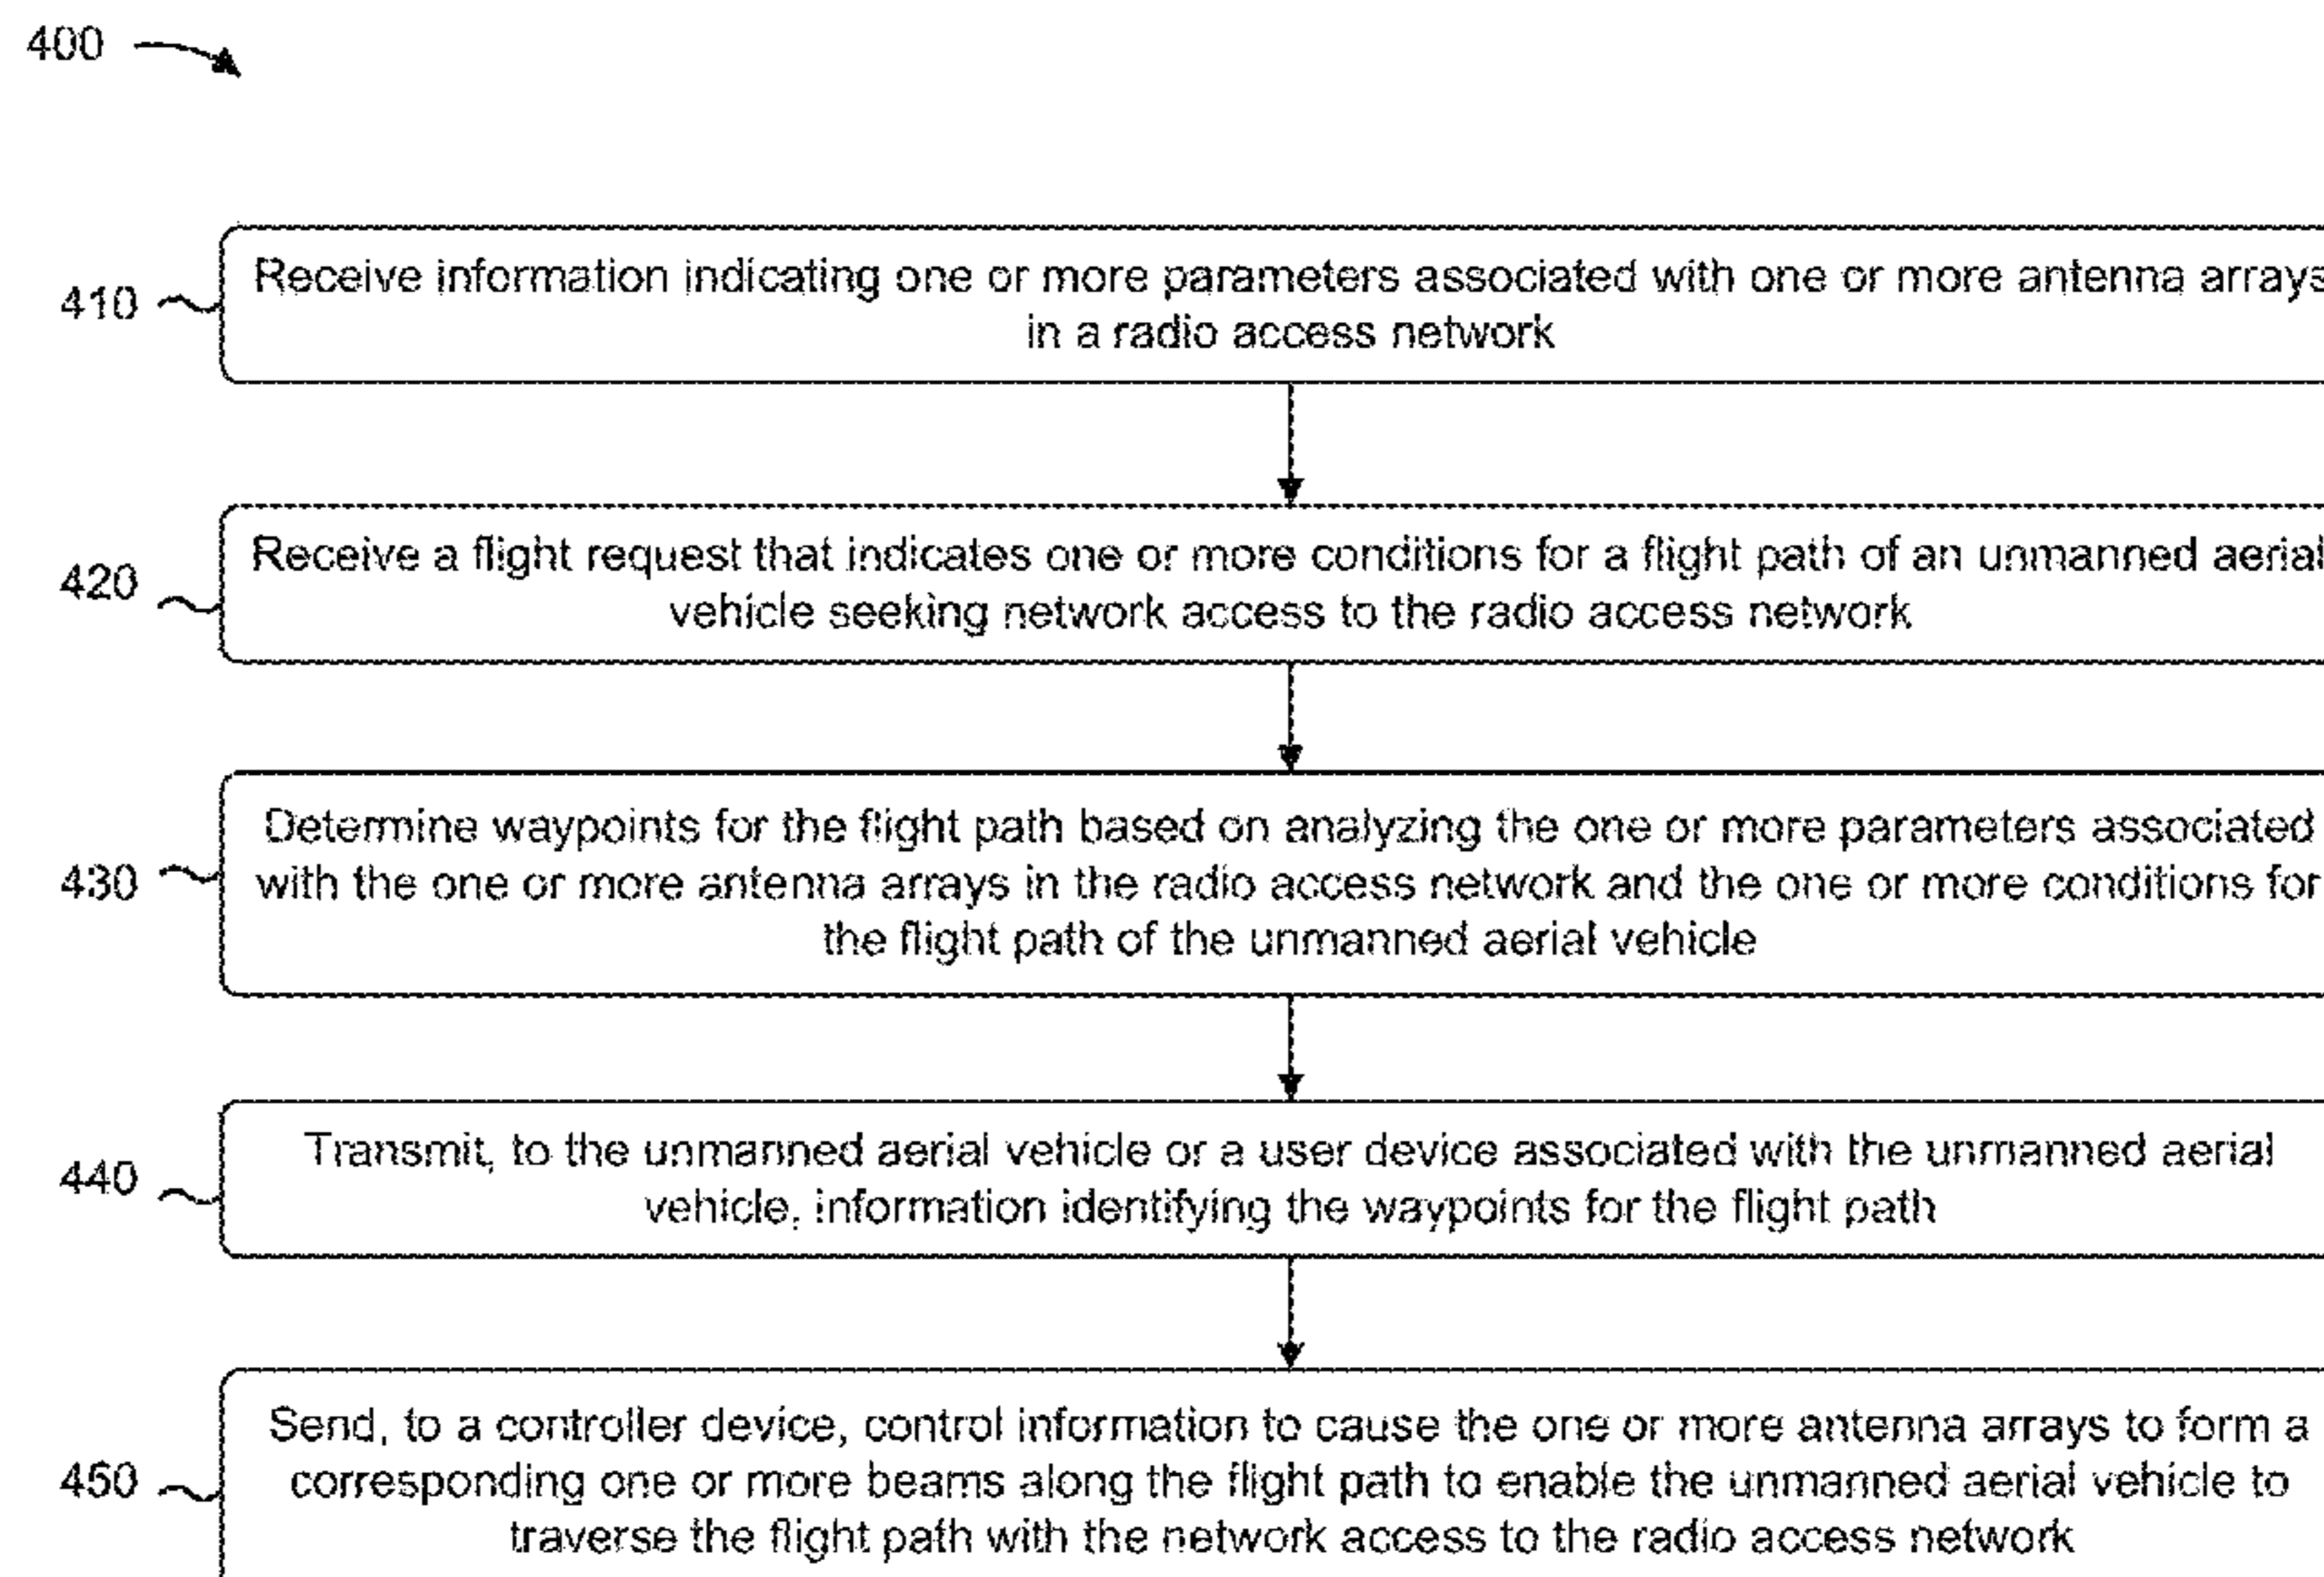 400
410
Receive information indicating one or more parameters associated with one or more antenna arrays
in a radio access network
420
Receive a flight request that indicates one or more conditions for a flight path of an unmanned aerial
vehicle seeking network access to the radio access network
430
Determine waypoints for the flight path based on analyzing the one or more parameters associated
with the one or more antenna arrays in the radio access network and the one or more conditions for
the flight path of the unmanned aerial vehicle
440
Transmit, to the unmanned aerial vehicle or a user device associated with the unmanned aerial
vehicle, information identifying the waypoints for the flight path
450
Send, to a controller device, control information to cause the one or more antenna arrays to form a
corresponding one or more beams along the flight path to enable the unmanned aerial vehicle to
traverse the flight path with the network access to the radio access network